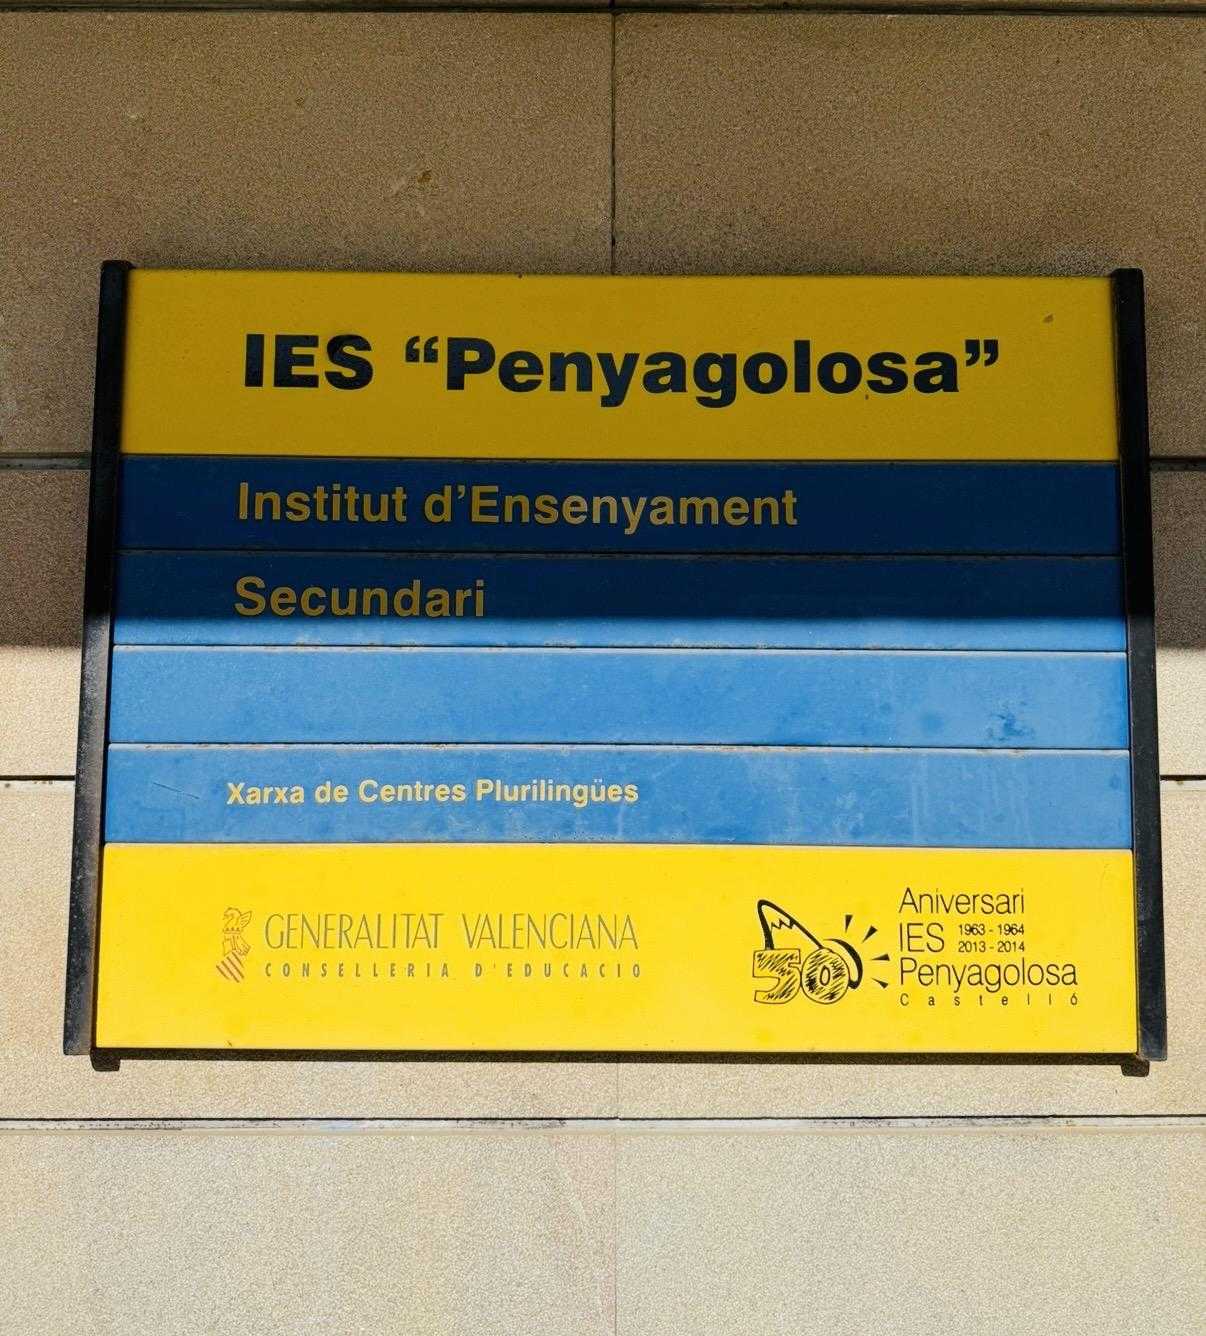 IES “Penyagolosa”
Institut d’Ensenyament
Secundari
Xarxa de Centres Plurilingües
GENERALITAT VALENCIANA
CONSELLERIA D'EDUCACIO
50
Aniversari
IES 1963 - 1964
2013 - 2014
Penyagolosa
Castelló